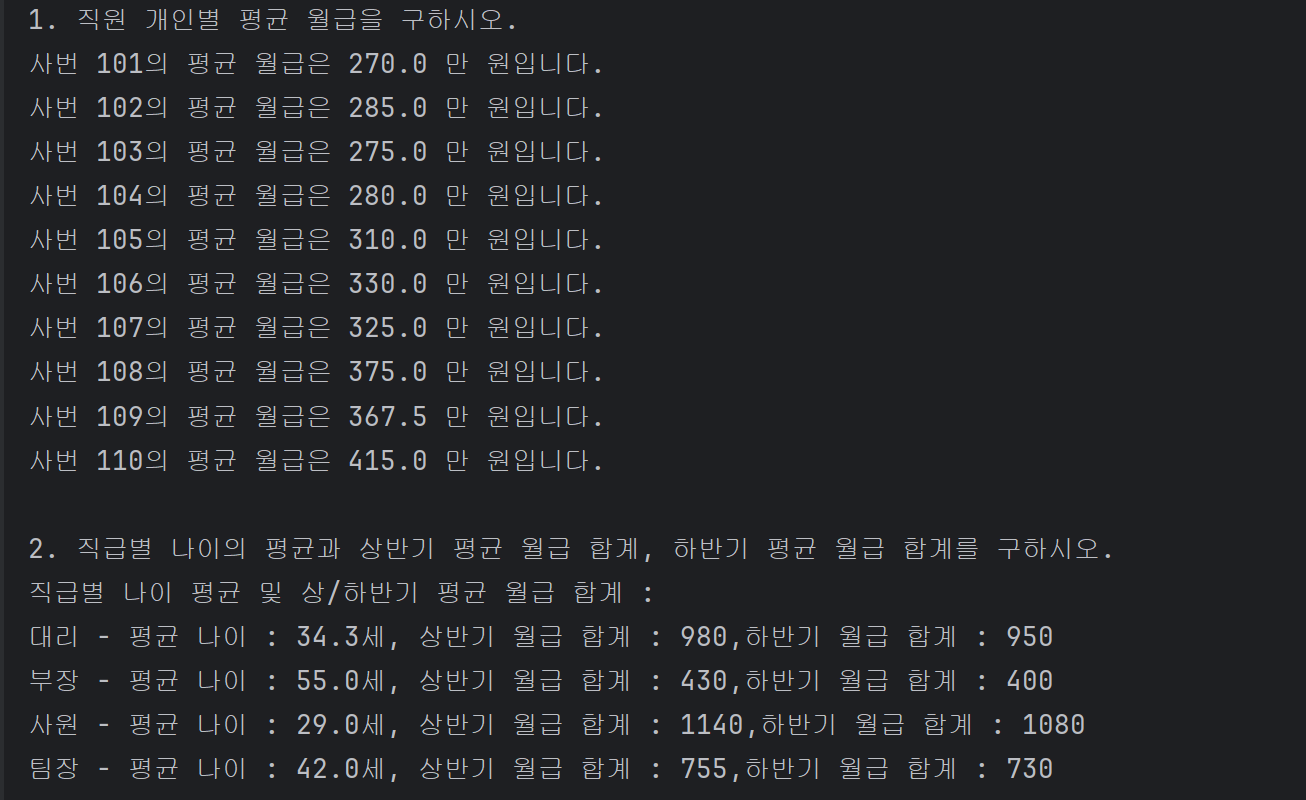 1. 직원 개인별 평균 월급을 구하시오.
사번 101의 평균 월급은 270.0 만 원입니다.
사번 102의 평균 월급은 285.0 만 원입니다.
사번 103의 평균 월급은 275.0 만 원입니다.
사번 104의 평균 월급은 280.0 만 원입니다.
사번 105의 평균 월급은 310.0 만 원입니다.
사번 106의 평균 월급은 330.0 만 원입니다.
사번 107의 평균 월급은 325.0 만 원입니다.
사번 108의 평균 월급은 375.0 만 원입니다.
사번 109의 평균 월급은 367.5 만 원입니다.
사번 110의 평균 월급은 415.0 만 원입니다.
2. 직급별 나이의 평균과 상반기 평균 월급 합계, 하반기 평균 월급 합계를 구하시오.
직급별 나이 평균 및 상/하반기 평균 월급 합계 :
대리 - 평균 나이 : 34.3세, 상반기 월급 합계 : 980,하반기 월급 합계 : 950
부장 - 평균 나이 : 55.0세, 상반기 월급 합계 : 430,하반기 월급 합계 : 400
사원 - 평균 나이 : 29.0세, 상반기 월급 합계 : 1140,하반기 월급 합계 : 1080
팀장 - 평균 나이 : 42.0세, 상반기 월급 합계 : 755,하반기 월급 합계 : 730